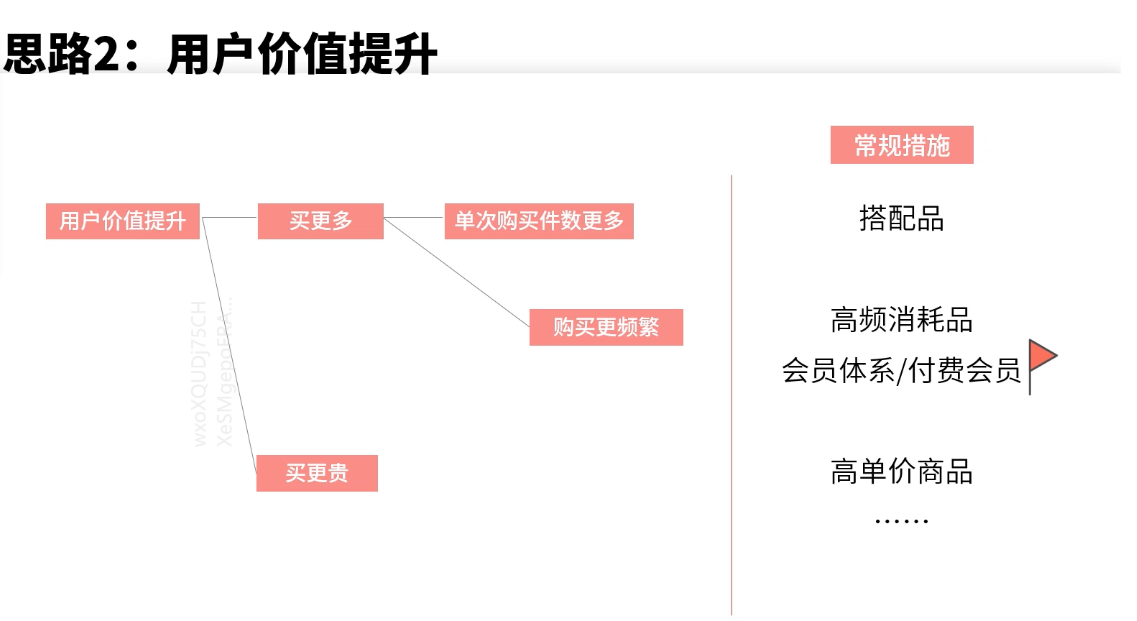 思路2：用户价值提升
常规措施
用户价值提升
买更多
单次购买件数更多
搭配品
购买更频繁
高频消耗品
会员体系/付费会员
买更贵
高单价商品
……
wxoXQUDj75CH
XeSMgepoERA...